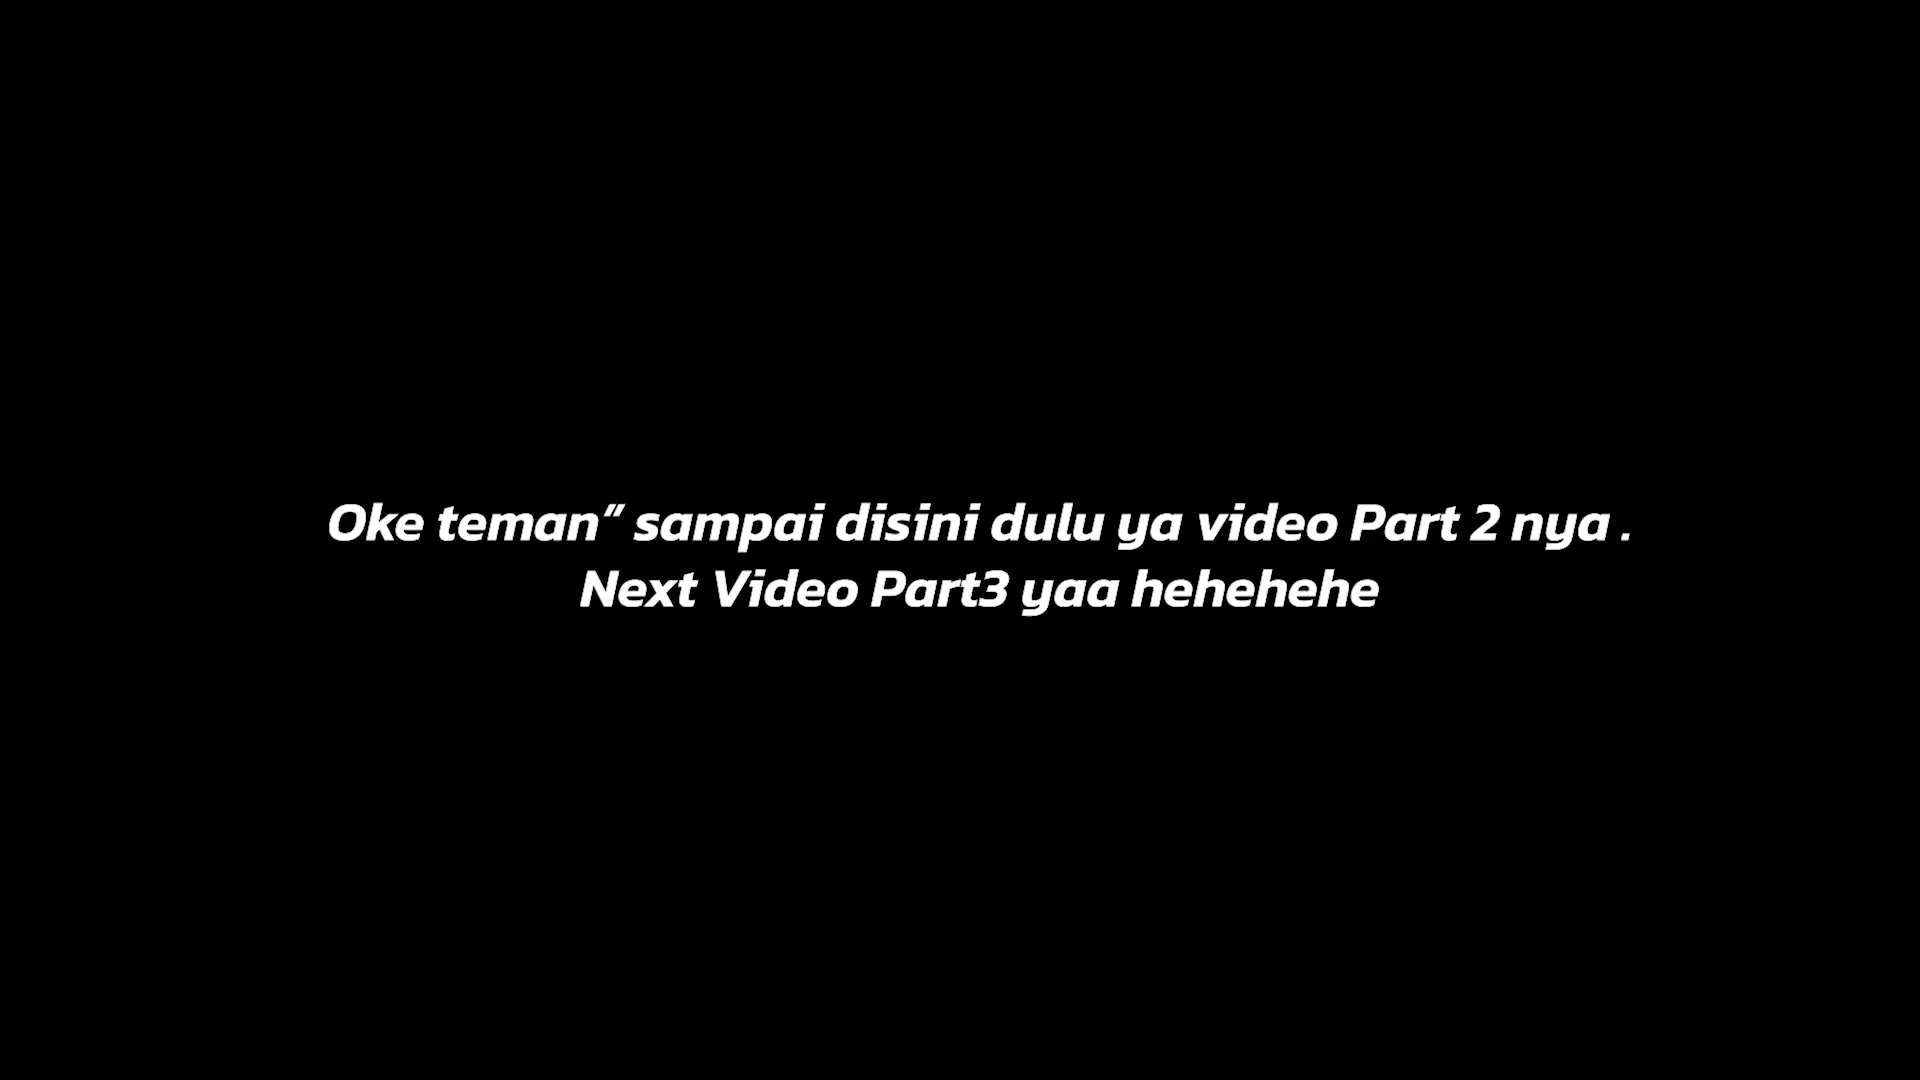 Oke teman” sampai disini dulu ya video Part 2 nya .
Next Video Part3 yaa hehehehe